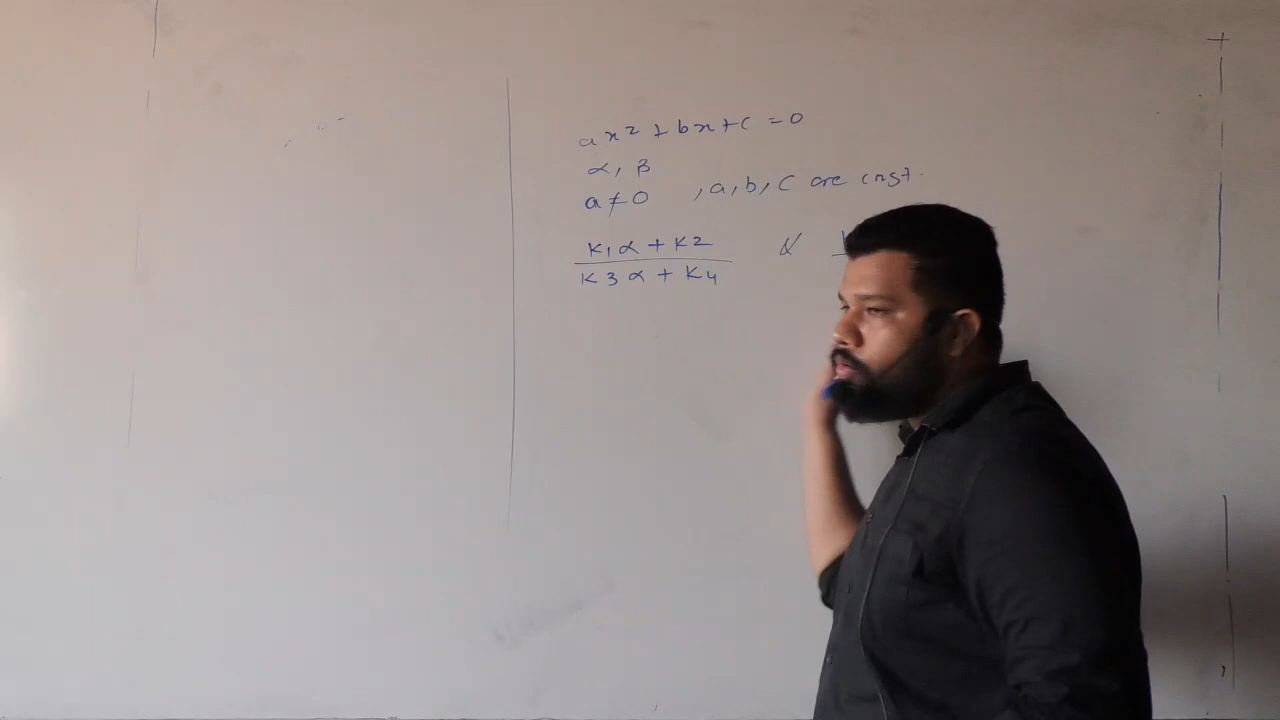 ax² + bx + c = 0
α, β
a ≠ 0 , a, b, c are cnst.
K₁α + K2 &
K3α + K₄